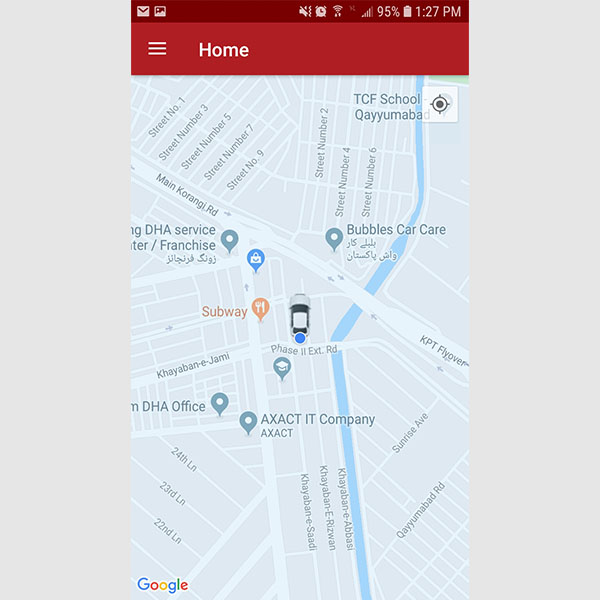 95% 1:27 PM
Home
TCF School -
Qayyumabad
Street No. 1
Street Number 3
Street Number 5
Street Number 7
Street No. 9
Street Number 2
Street Number 4
Street Number 6
Main Korangi Rd
ng DHA service
nter / Franchise
زونگ فرنچائز
Bubbles Car Care
ببلے کار
واش پاکستان
Subway
Phase II Ext. Rd
KPT Flyover
Khayaban-e-Jami
m DHA Office
AXACT IT Company
AXACT
24th Ln
23rd Ln
22nd Ln
Khayaban-e-Saadi
Khayaban-E-Rizwan
Khayaban-e-Abbasi
Sunrise Ave
Qayyumabad Rd
Google